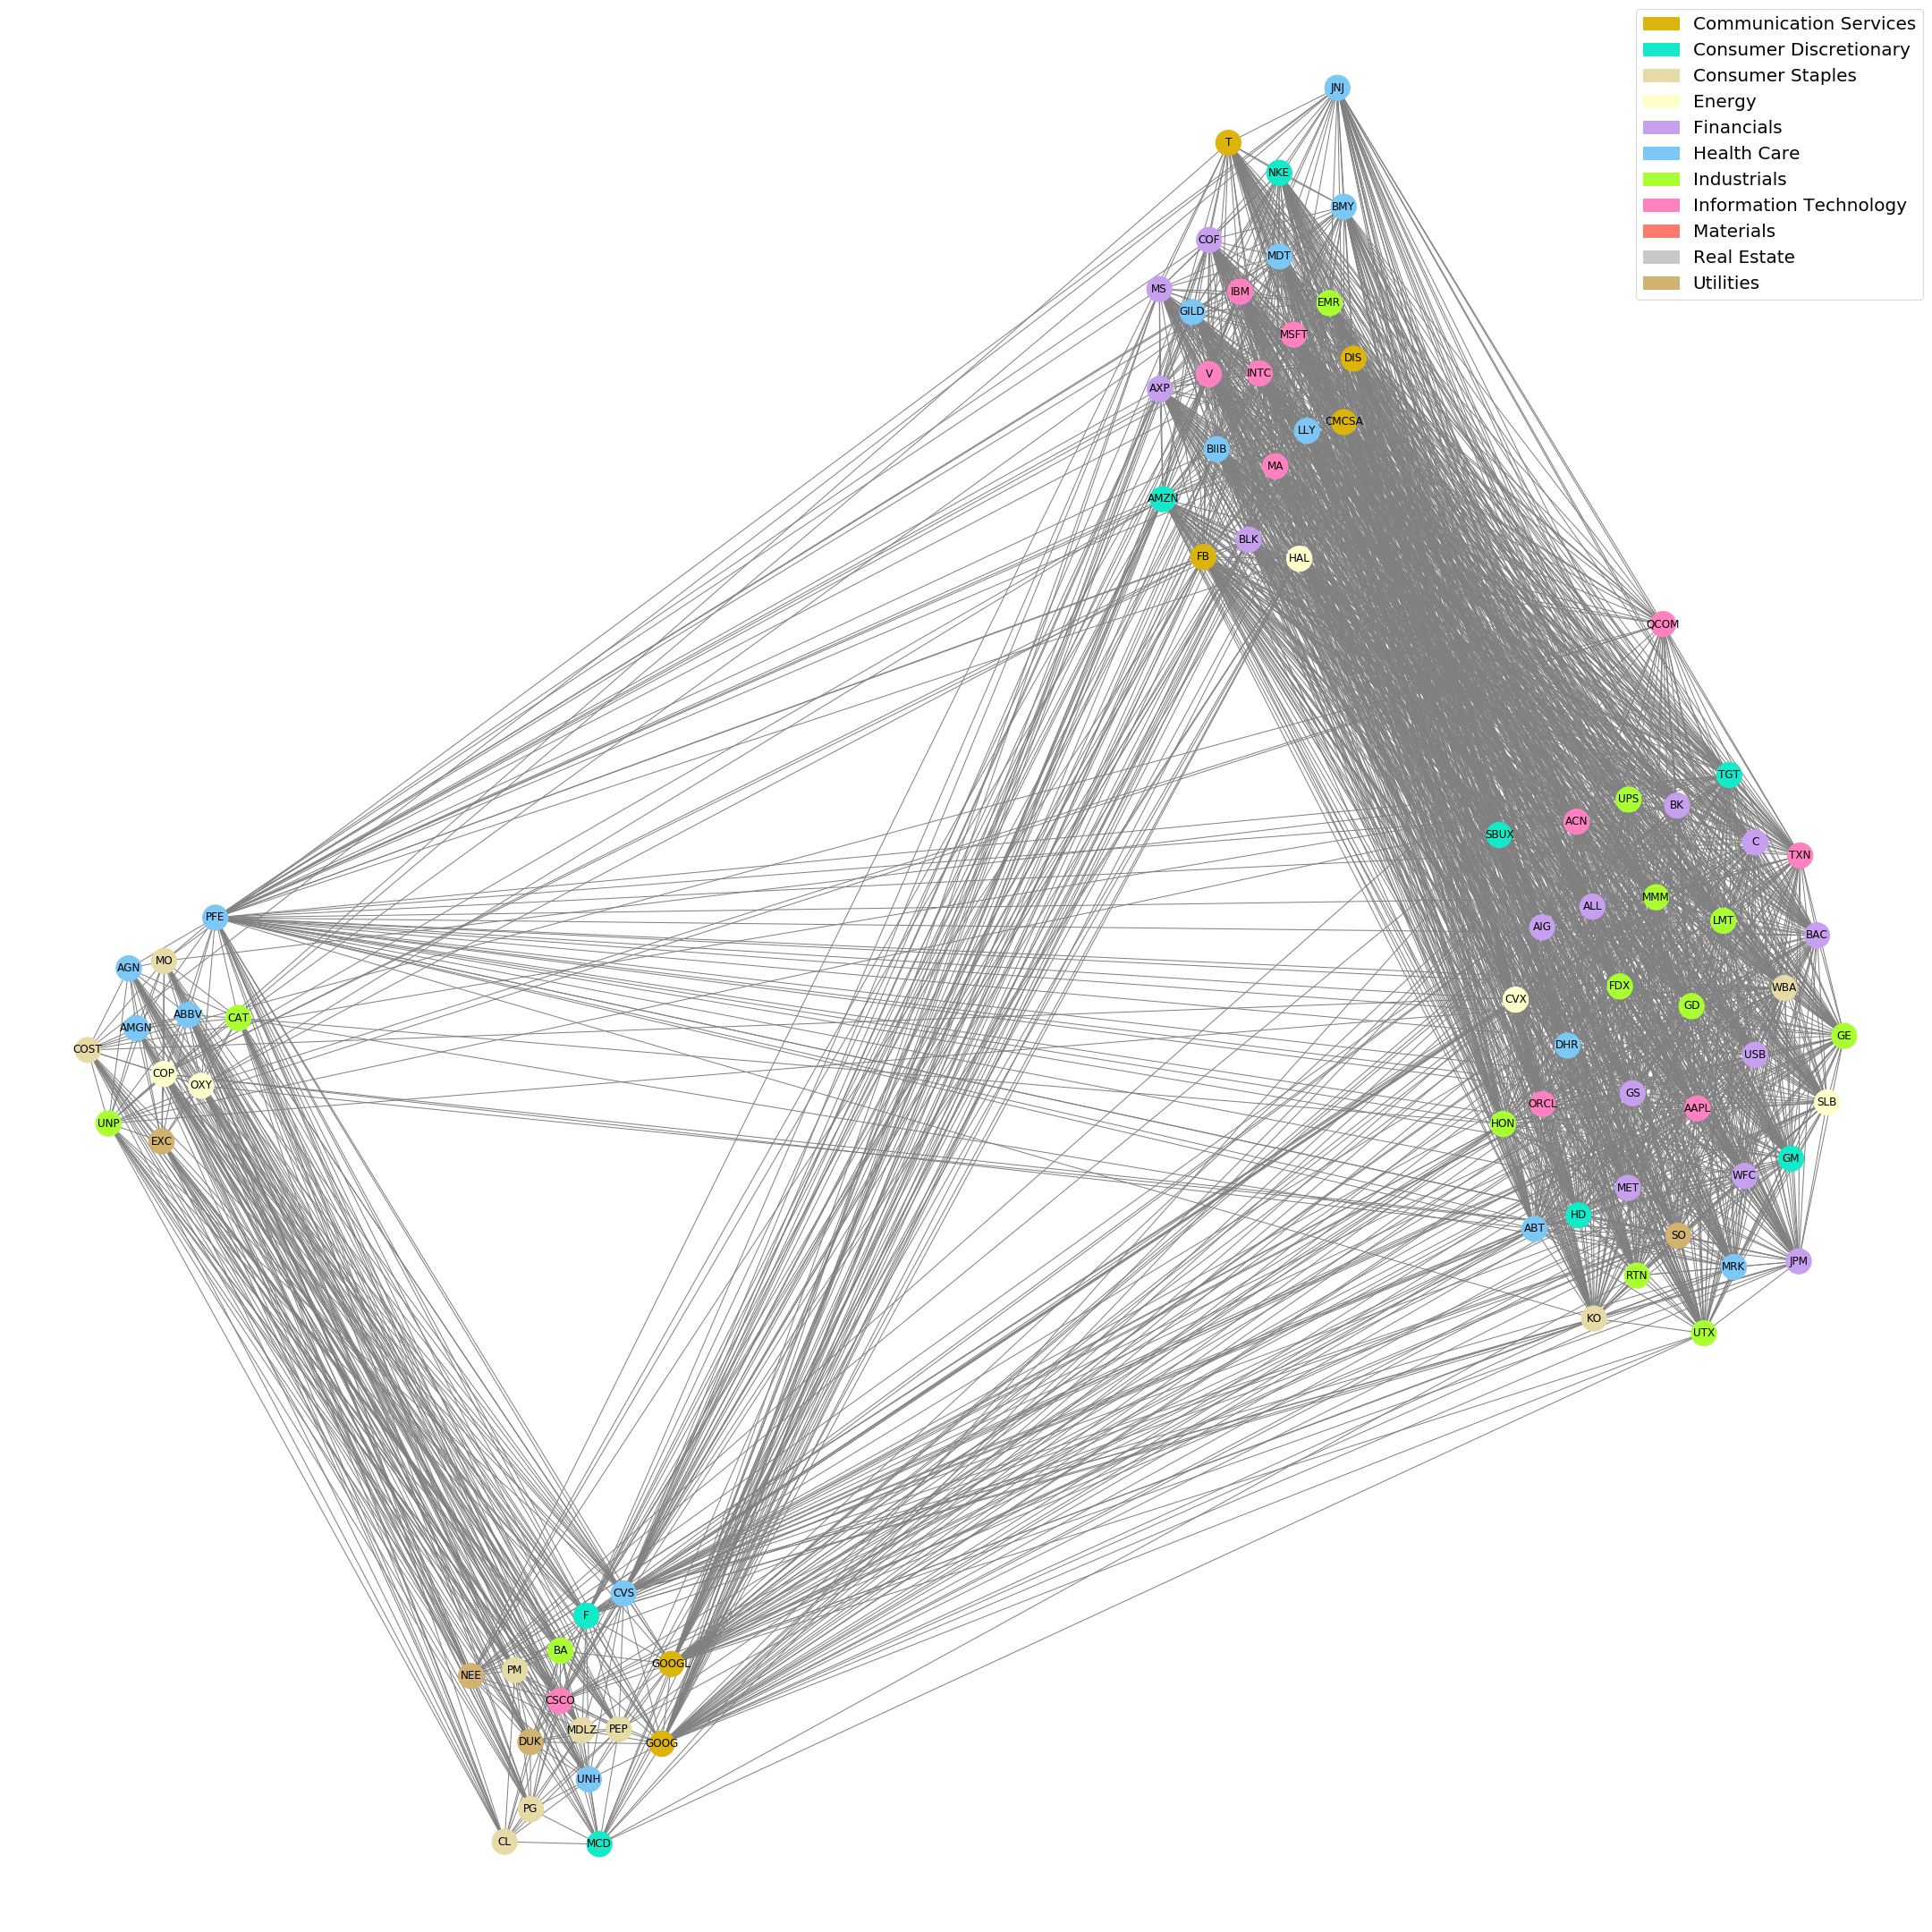 Communication Services
Consumer Discretionary
Consumer Staples
Energy
Financials
Health Care
Industrials
Information Technology
Materials
Real Estate
Utilities
JNJ
T
NKE
BMY
COF
MDT
MS
IBM
EMR
GILD
MSFT
DIS
V
INTC
AXP
CMCSA
LLY
BIIB
MA
AMZN
BLK
FB
HAL
QCOM
TGT
UPS
BK
ACN
SBUX
C
TXN
MMM
ALL
LMT
AIG
BAC
WBA
FDX
CVX
GD
GE
DHR
USB
GS
SLB
ORCL
AAPL
HON
GM
WFC
MET
HD
ABT
SO
JPM
MRK
RTN
KO
UTX
PFE
MO
AGN
ABBV
CAT
AMGN
COST
COP
OXY
UNP
EXC
CVS
F
BA
GOOGL
PM
NEE
CSCO
PEP
MDLZ
DUK
GOOG
UNH
PG
CL
MCD